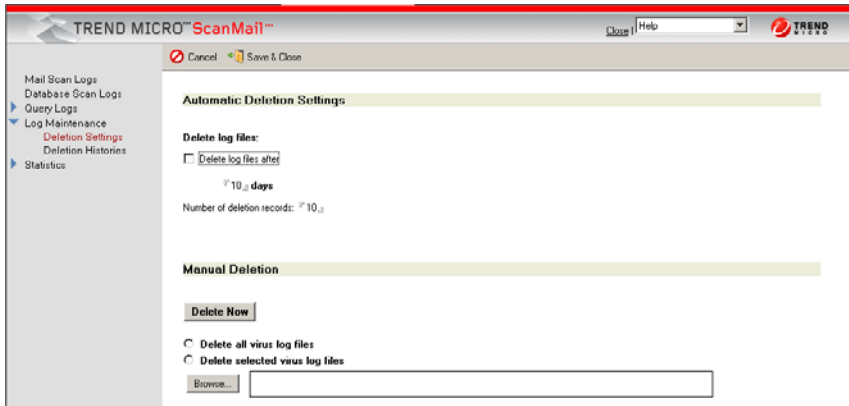 TREND MICRO™ ScanMail™
Close | Help
TREND MICRO
Cancel Save & Close
Mail Scan Logs
Database Scan Logs
Query Logs
Log Maintenance
Deletion Settings
Deletion Histories
Statistics
Automatic Deletion Settings
Delete log files:
Delete log files after
10 days
Number of deletion records: 10
Manual Deletion
Delete Now
Delete all virus log files
Delete selected virus log files
Browse...